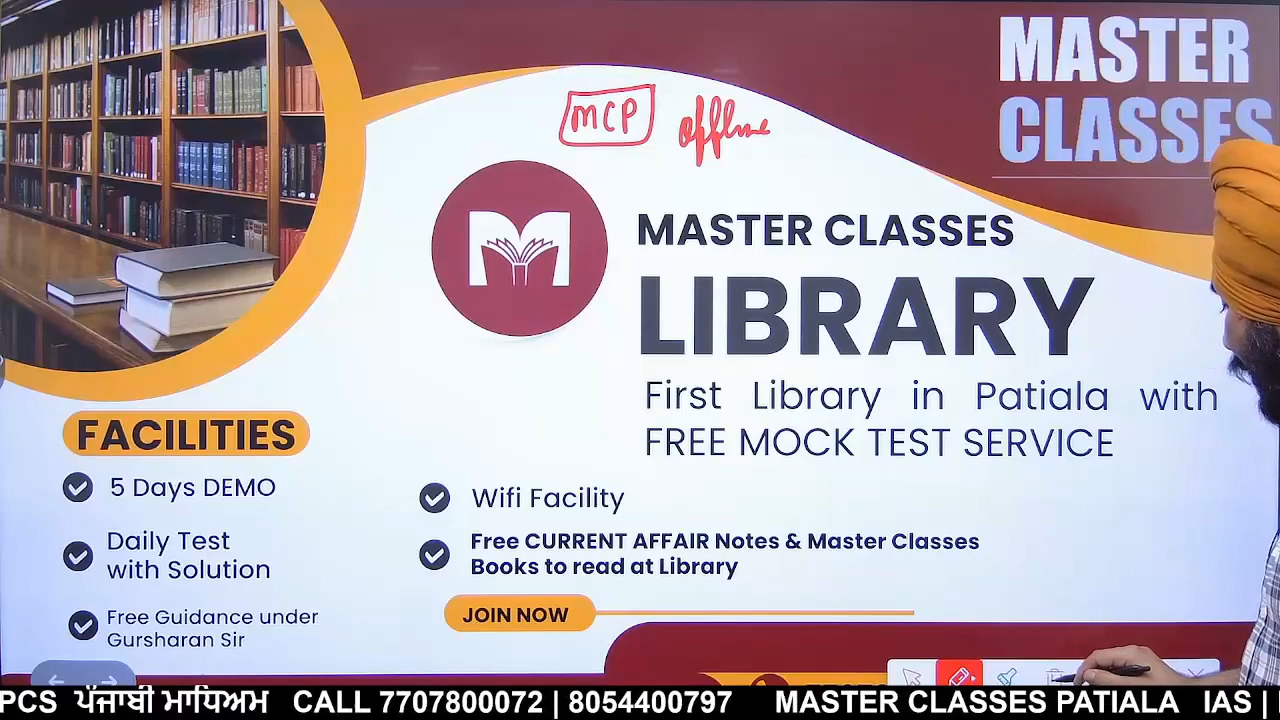 MASTER
CLASSES
MCP offline
MASTER CLASSES
LIBRARY
First Library in Patiala with
FREE MOCK TEST SERVICE
FACILITIES
5 Days DEMO
Daily Test
with Solution
Free Guidance under
Gursharan Sir
Wifi Facility
Free CURRENT AFFAIR Notes & Master Classes
Books to read at Library
JOIN NOW
PCS ਪੰਜਾਬੀ ਮਾਧਿਅਮ CALL 7707800072 | 8054400797 MASTER CLASSES PATIALA IAS |